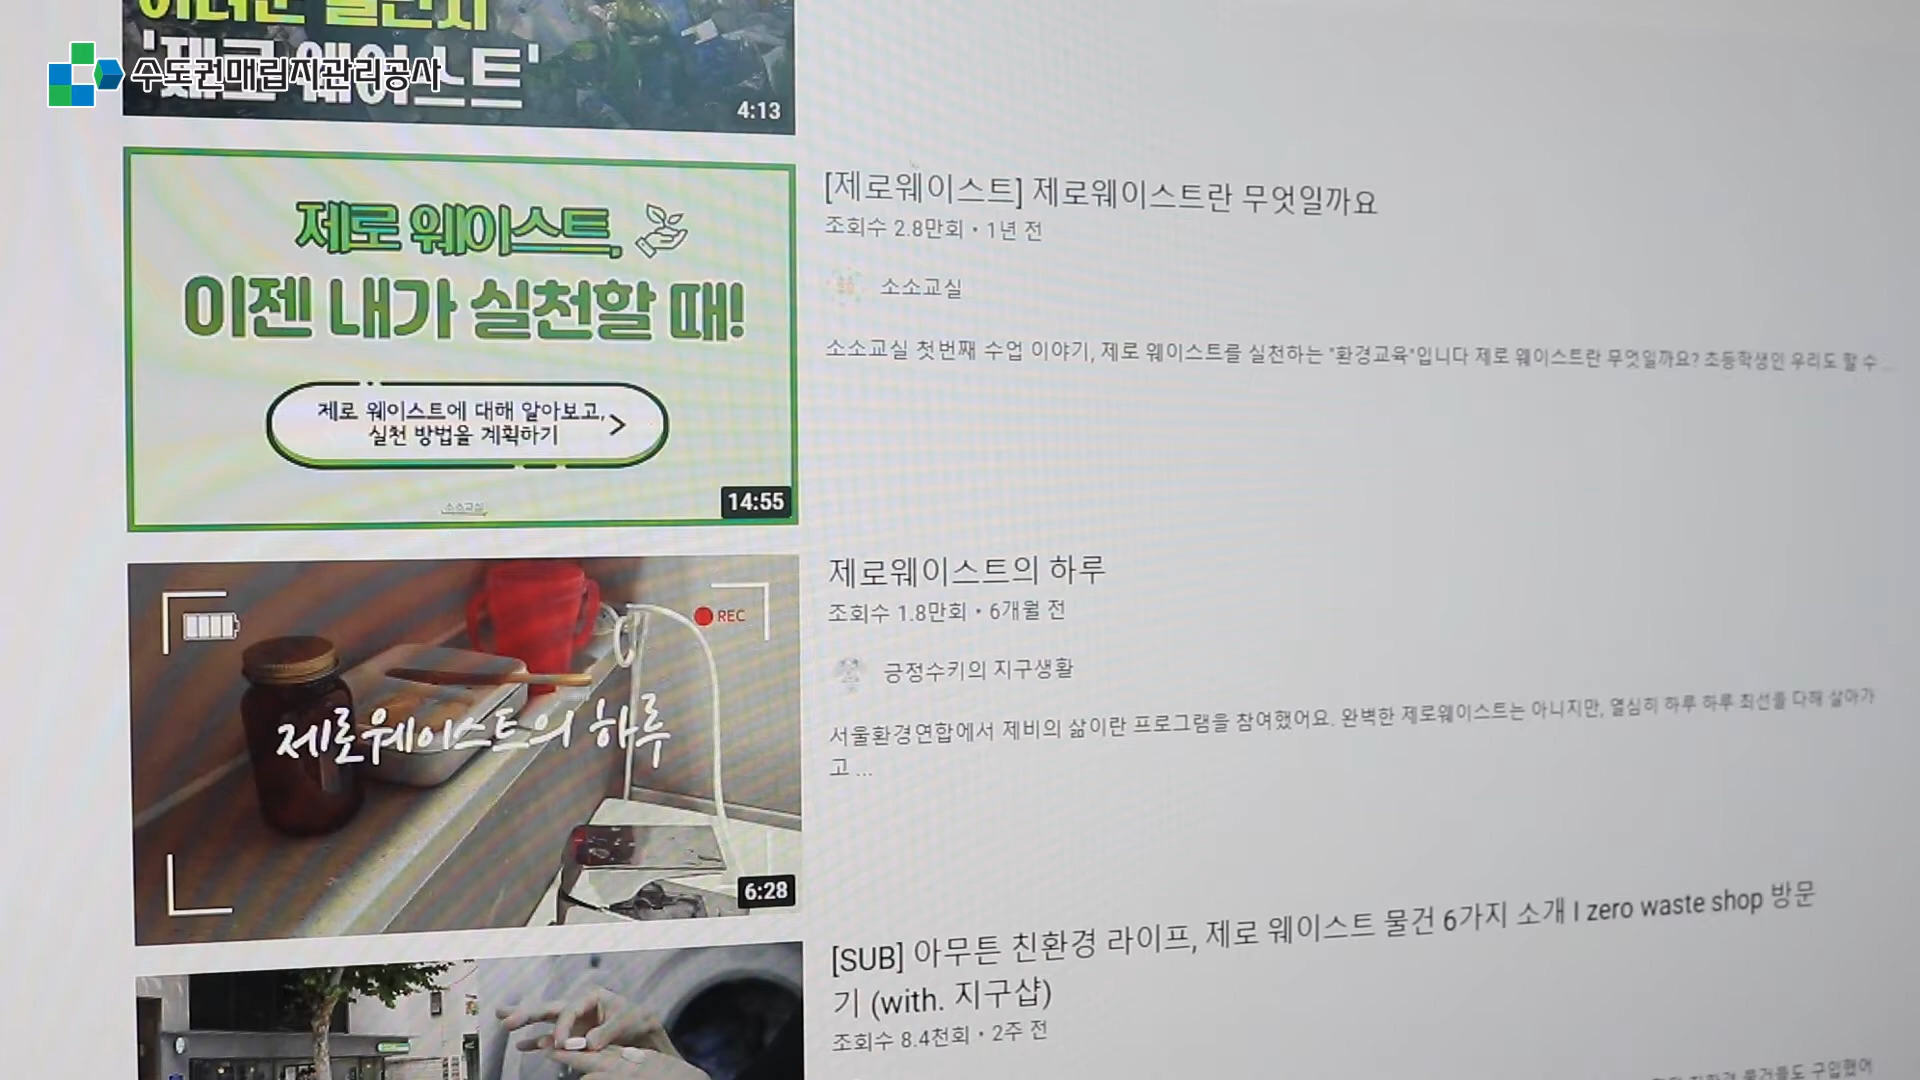 수도권매립지관리공사
'제로 웨이스트'
4:13
제로 웨이스트,
이젠 내가 실천할 때!
제로 웨이스트에 대해 알아보고,
실천 방법을 계획하기
소소교실
14:55
[제로웨이스트] 제로웨이스트란 무엇일까요
조회수 2.8만회 • 1년 전
소소교실
소소교실 첫번째 수업 이야기, 제로 웨이스트를 실천하는 "환경교육"입니다 제로 웨이스트란 무엇일까요? 초등학생인 우리도 할 수 ...
REC
제로웨이스트의 하루
6:28
제로웨이스트의 하루
조회수 1.8만회 • 6개월 전
긍정수키의 지구생활
서울환경연합에서 제비의 삶이란 프로그램을 참여했어요. 완벽한 제로웨이스트는 아니지만, 열심히 하루 하루 최선을 다해 살아가
고 ...
[SUB] 아무튼 친환경 라이프, 제로 웨이스트 물건 6가지 소개 I zero waste shop 방문
기 (with. 지구샵)
조회수 8.4천회 • 2주 전